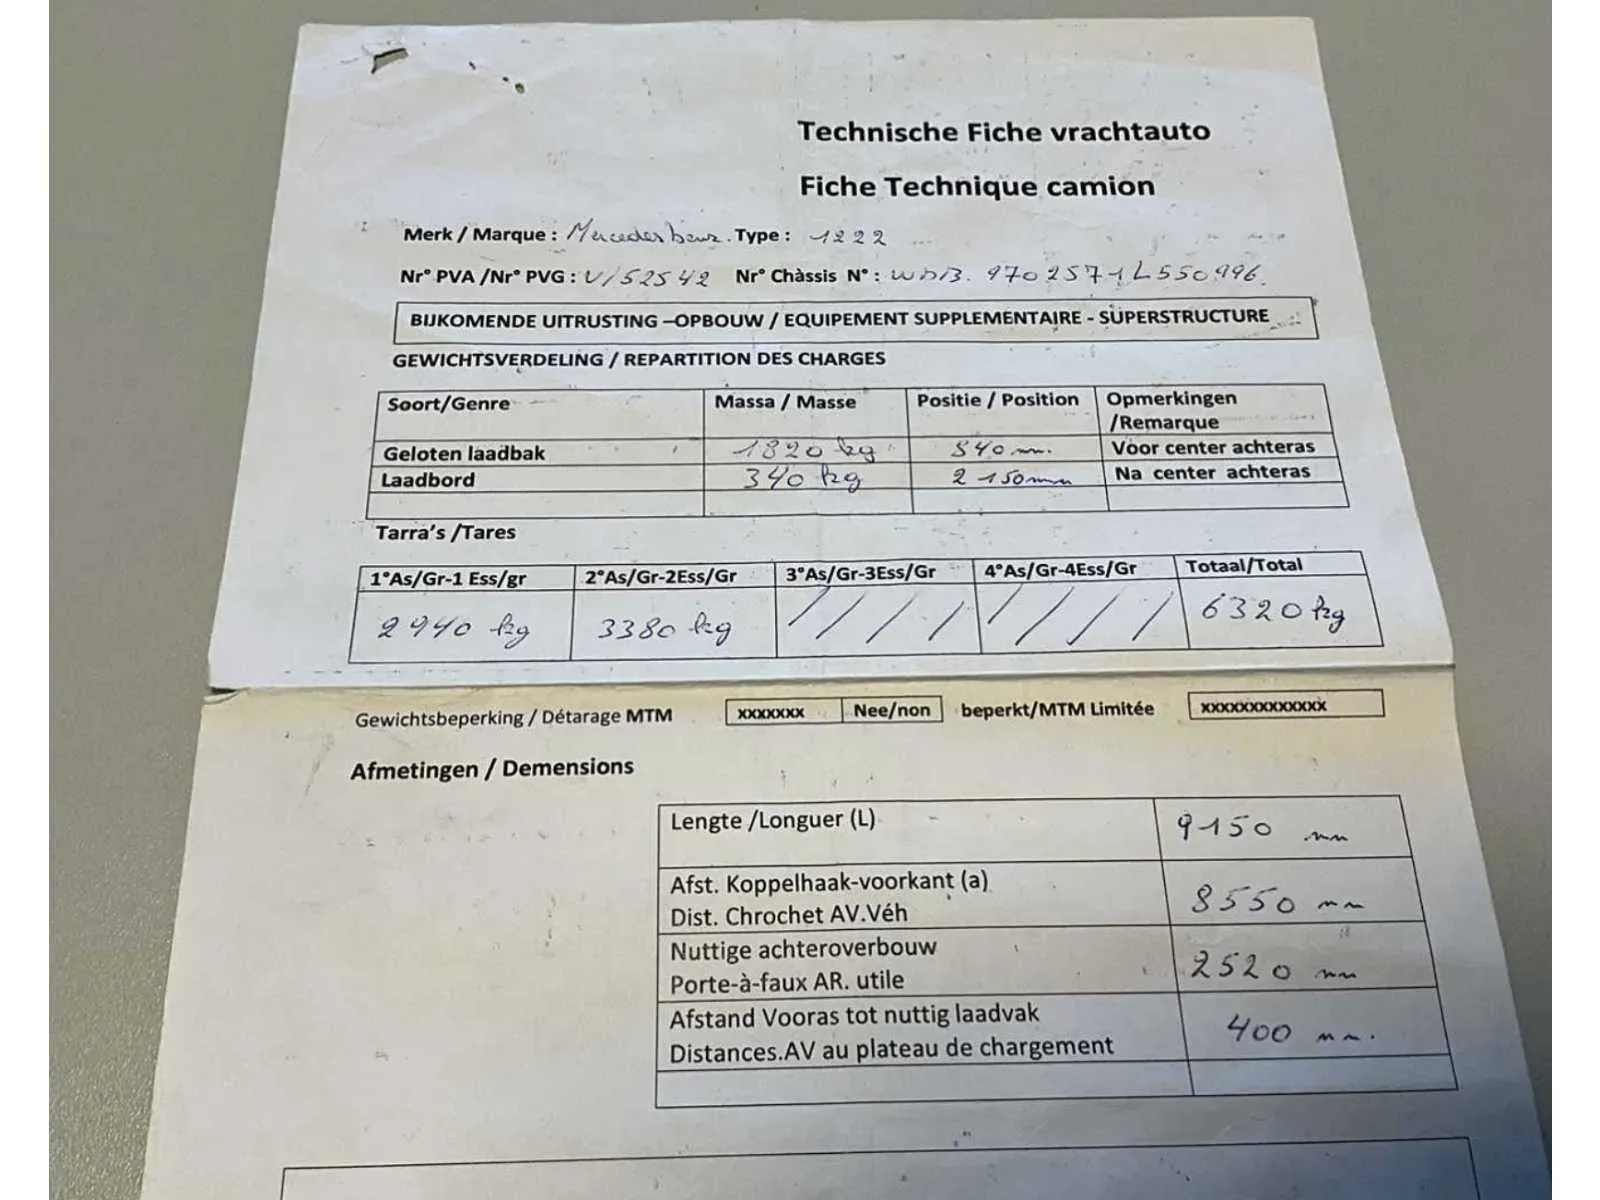 Technische Fiche vrachtauto
Fiche Technique camion
Merk / Marque : Mercedes benz. Type : 1222
Nr° PVA /Nr° PVG : V/52542 Nr° Chàssis N° : WDB. 9702571L550996.
BIJKOMENDE UITRUSTING –OPBOUW / EQUIPEMENT SUPPLEMENTAIRE - SUPERSTRUCTURE
GEWICHTSVERDELING / REPARTITION DES CHARGES
Soort/Genre Massa / Masse Positie / Position Opmerkingen
/Remarque
Geloten laadbak 1820 kg 540 mm. Voor center achteras
Laadbord 340 kg 2150mm Na center achteras
Tarra's /Tares
1°As/Gr-1 Ess/gr 2°As/Gr-2Ess/Gr 3°As/Gr-3Ess/Gr 4°As/Gr-4Ess/Gr Totaal/Total
2940 kg 3380 kg //// //// 6320 kg
Gewichtsbeperking / Détarage MTM xxxxxxx Nee/non beperkt/MTM Limitée xxxxxxxxxxxxx
Afmetingen / Demensions
Lengte /Longuer (L) 9150 mm
Afst. Koppelhaak-voorkant (a)
Dist. Chrochet AV.Véh 8550 mm
Nuttige achteroverbouw
Porte-à-faux AR. utile 2520 mm
Afstand Vooras tot nuttig laadvak
Distances.AV au plateau de chargement 400 mm.